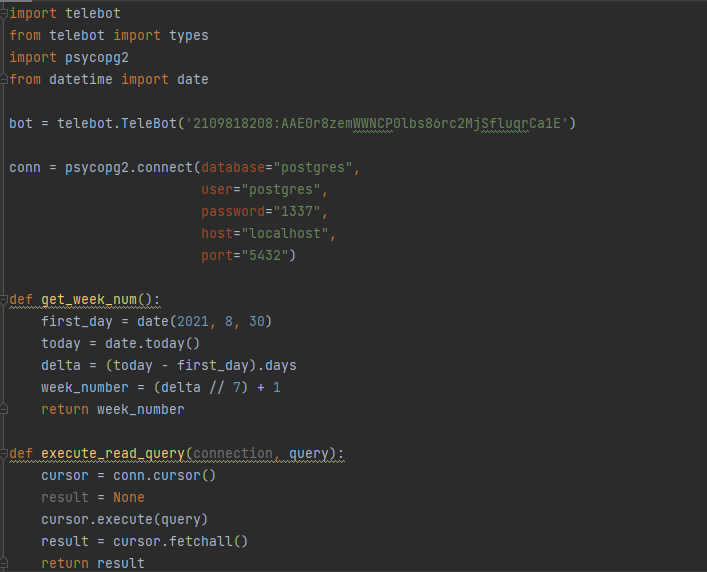 import telebot
from telebot import types
import psycopg2
from datetime import date
bot = telebot.TeleBot('2109818208:AAE0r8zemWWNCP0lbs86rc2MjSfluqrCa1E')
conn = psycopg2.connect(database="postgres",
user="postgres",
password="1337",
host="localhost",
port="5432")
def get_week_num():
first_day = date(2021, 8, 30)
today = date.today()
delta = (today - first_day).days
week_number = (delta // 7) + 1
return week_number
def execute_read_query(connection, query):
cursor = conn.cursor()
result = None
cursor.execute(query)
result = cursor.fetchall()
return result